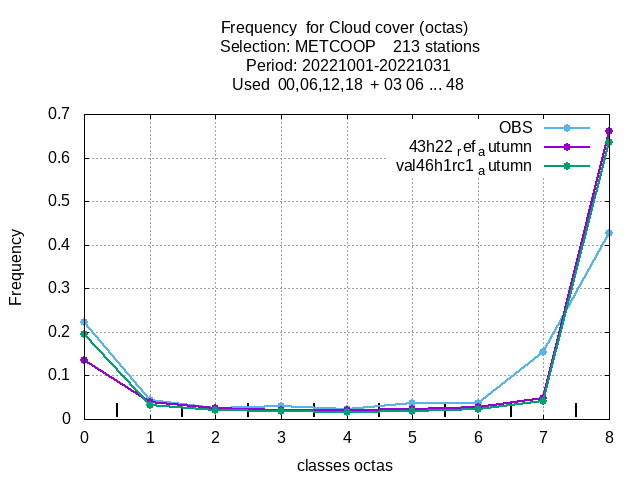 Frequency for Cloud cover (octas)
Selection: METCOOP 213 stations
Period: 20221001-20221031
Used 00,06,12,18 + 03 06 ... 48
0.7
0.6
0.5
0.4
0.3
0.2
0.1
0
Frequency
OBS
43h22 ref autumn
val46h1rc1 autumn
0 1 2 3 4 5 6 7 8
classes octas